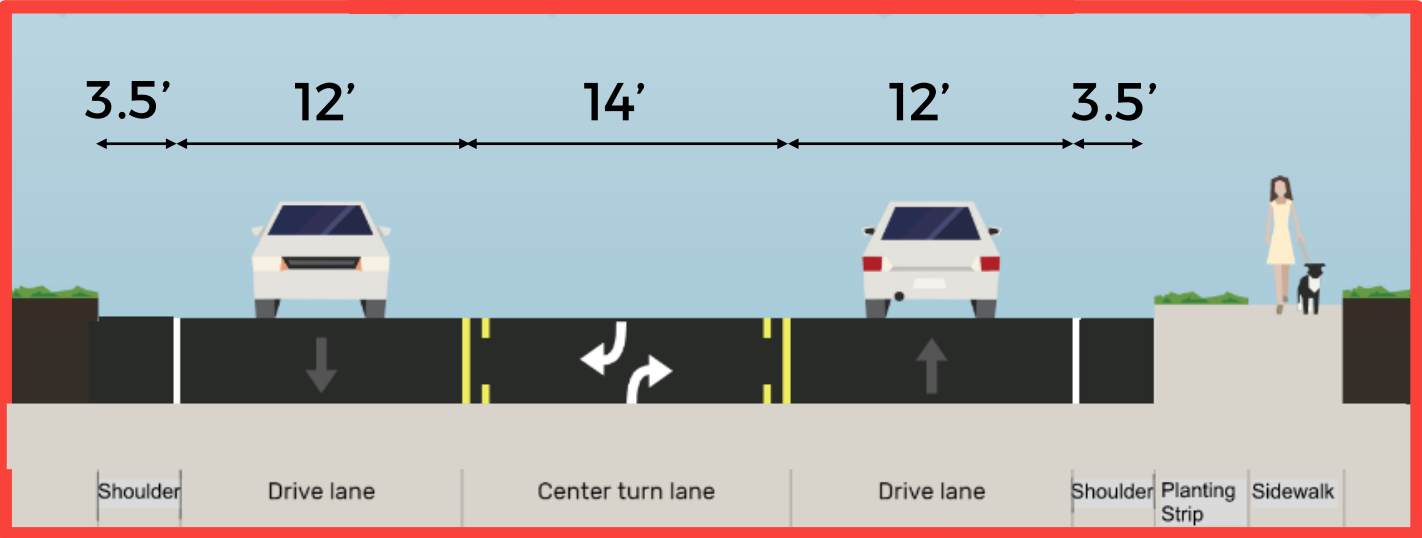 3.5’ 12’ 14’ 12’ 3.5’
Shoulder Drive lane Center turn lane Drive lane Shoulder Planting Sidewalk
Strip